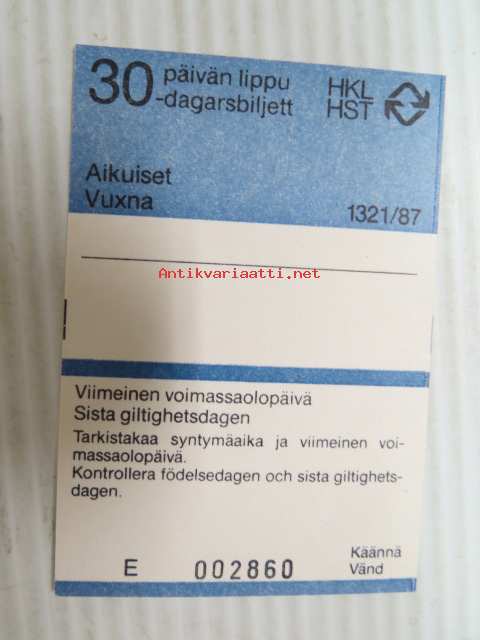 30 päivän lippu HKL
-dagarsbiljett HST
Aikuiset
Vuxna 1321/87
Antikvariaatti.net
Viimeinen voimassaolopäivä
Sista giltighetsdagen
Tarkistakaa syntymäaika ja viimeinen voi-
massaolopäivä.
Kontrollera födelsedagen och sista giltighets-
dagen.
E 002860 Käännä
Vänd